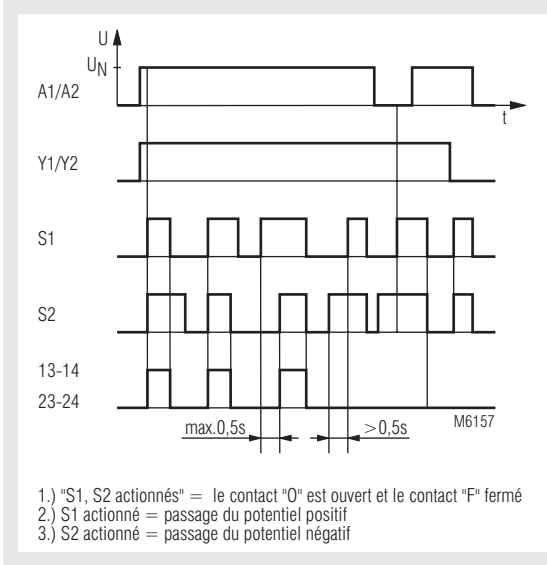 U
UN
A1/A2
t
Y1/Y2
S1
S2
13-14
23-24
M6157
max.0,5s
>0,5s
1.) "S1, S2 actionnés" = le contact "O" est ouvert et le contact "F" fermé
2.) S1 actionné = passage du potentiel positif
3.) S2 actionné = passage du potentiel négatif